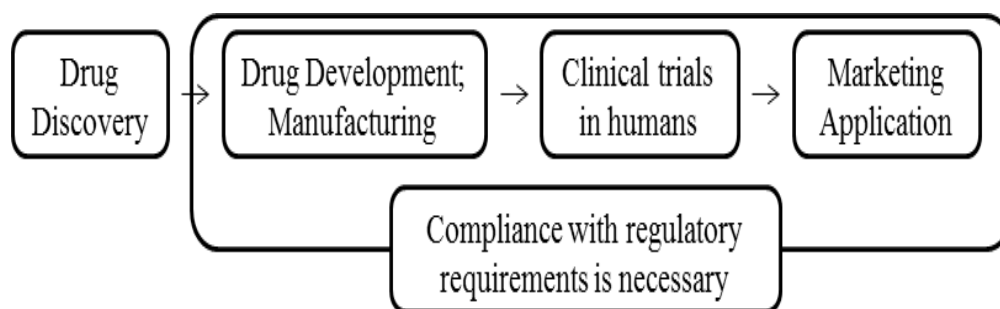 Drug
Discovery
Drug Development;
Manufacturing
Clinical trials
in humans
Marketing
Application
Compliance with regulatory
requirements is necessary